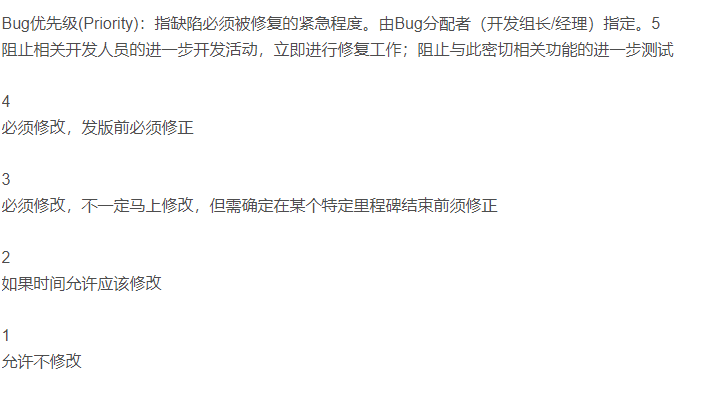 Bug优先级(Priority)：指缺陷必须被修复的紧急程度。由Bug分配者（开发组长/经理）指定。5
阻止相关开发人员的进一步开发活动，立即进行修复工作；阻止与此密切相关功能的进一步测试
4
必须修改，发版前必须修正
3
必须修改，不一定马上修改，但需确定在某个特定里程碑结束前须修正
2
如果时间允许应该修改
1
允许不修改